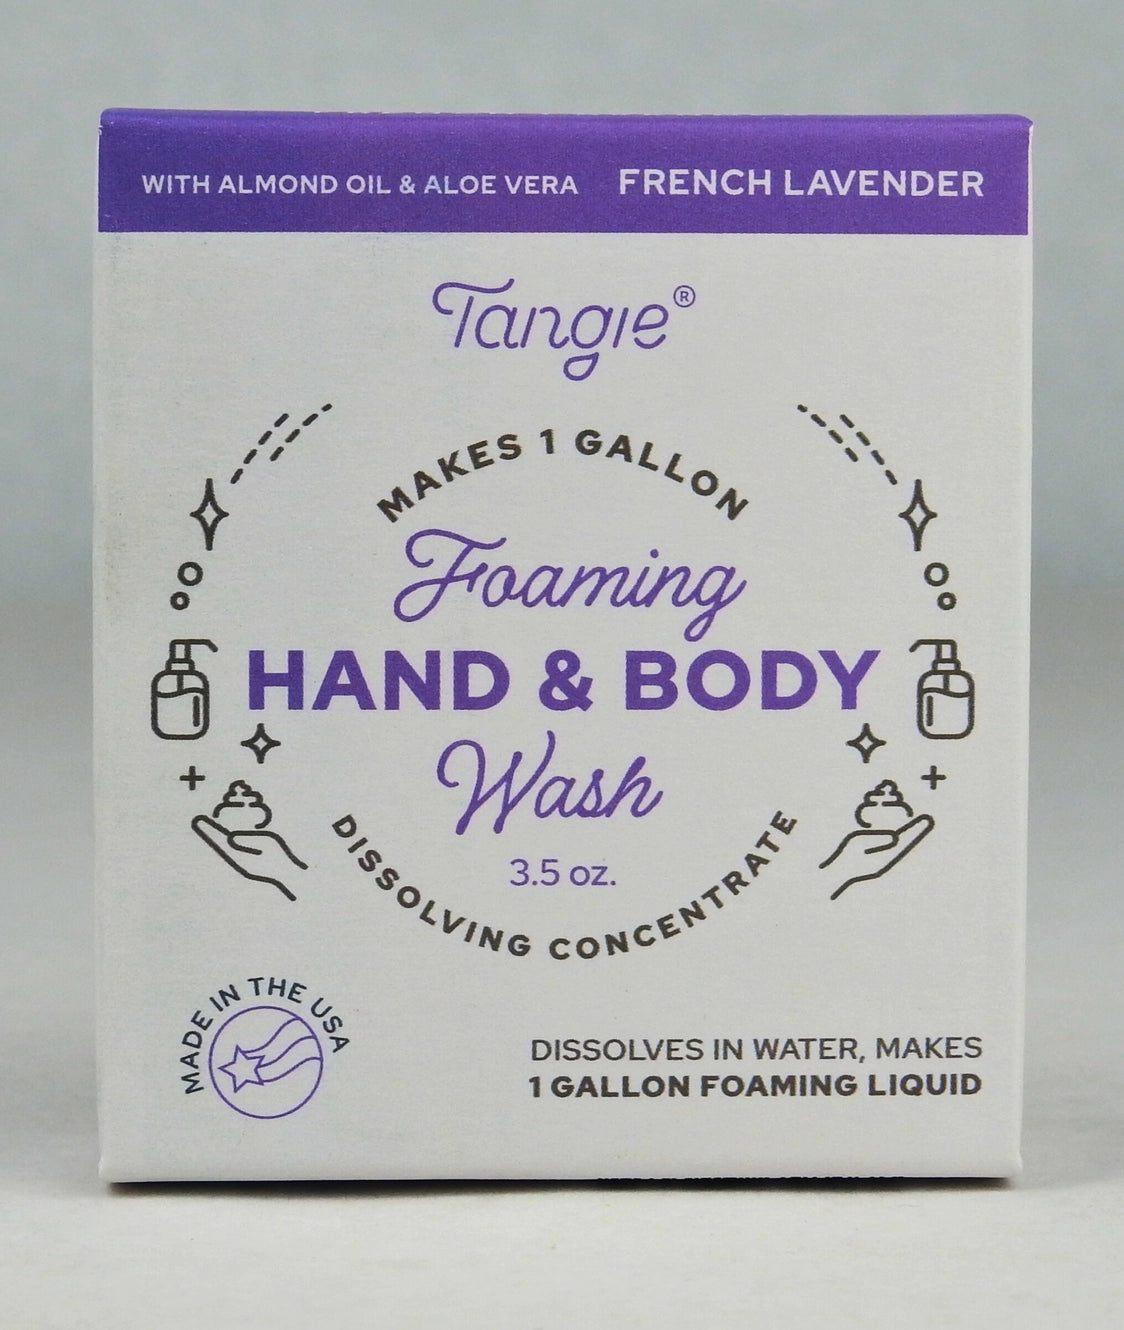 WITH ALMOND OIL & ALOE VERA FRENCH LAVENDER
Tangie®
MAKES 1 GALLON
Foaming
HAND & BODY
Wash
3.5 oz.
DISSOLVING CONCENTRATE
MADE IN THE USA
DISSOLVES IN WATER, MAKES
1 GALLON FOAMING LIQUID